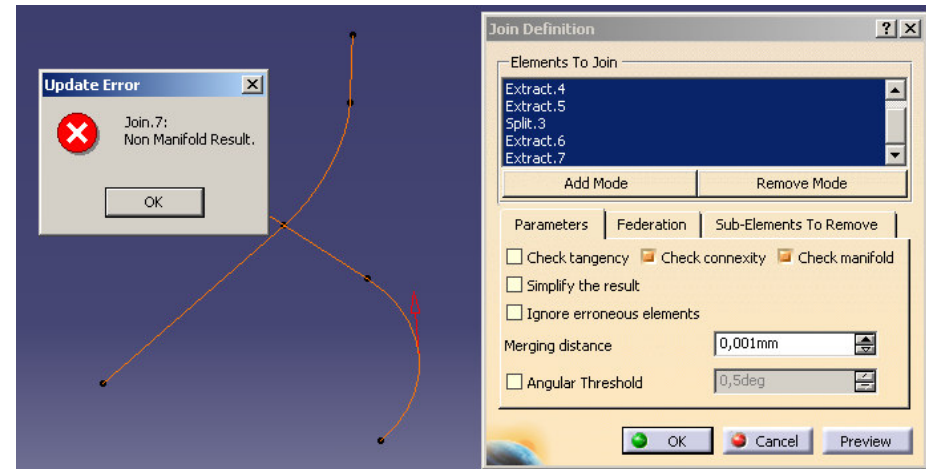 Join Definition
Elements To Join
Extract.4
Extract.5
Split.3
Extract.6
Extract.7
Add Mode Remove Mode
Parameters Federation Sub-Elements To Remove
Check tangency Check connexity Check manifold
Simplify the result
Ignore erroneous elements
Merging distance 0,001mm
Angular Threshold 0,5deg
OK Cancel Preview
Update Error
Join.7:
Non Manifold Result.
OK